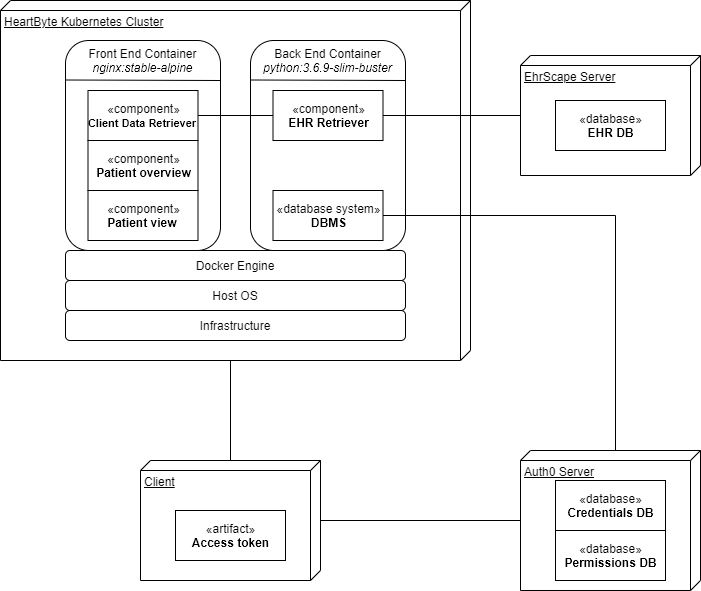 HeartByte Kubernetes Cluster
Front End Container
nginx:stable-alpine
«component»
Client Data Retriever
«component»
Patient overview
«component»
Patient view
Back End Container
python:3.6.9-slim-buster
«component»
EHR Retriever
«database system»
DBMS
Docker Engine
Host OS
Infrastructure
EhrScape Server
«database»
EHR DB
Client
«artifact»
Access token
Auth0 Server
«database»
Credentials DB
«database»
Permissions DB